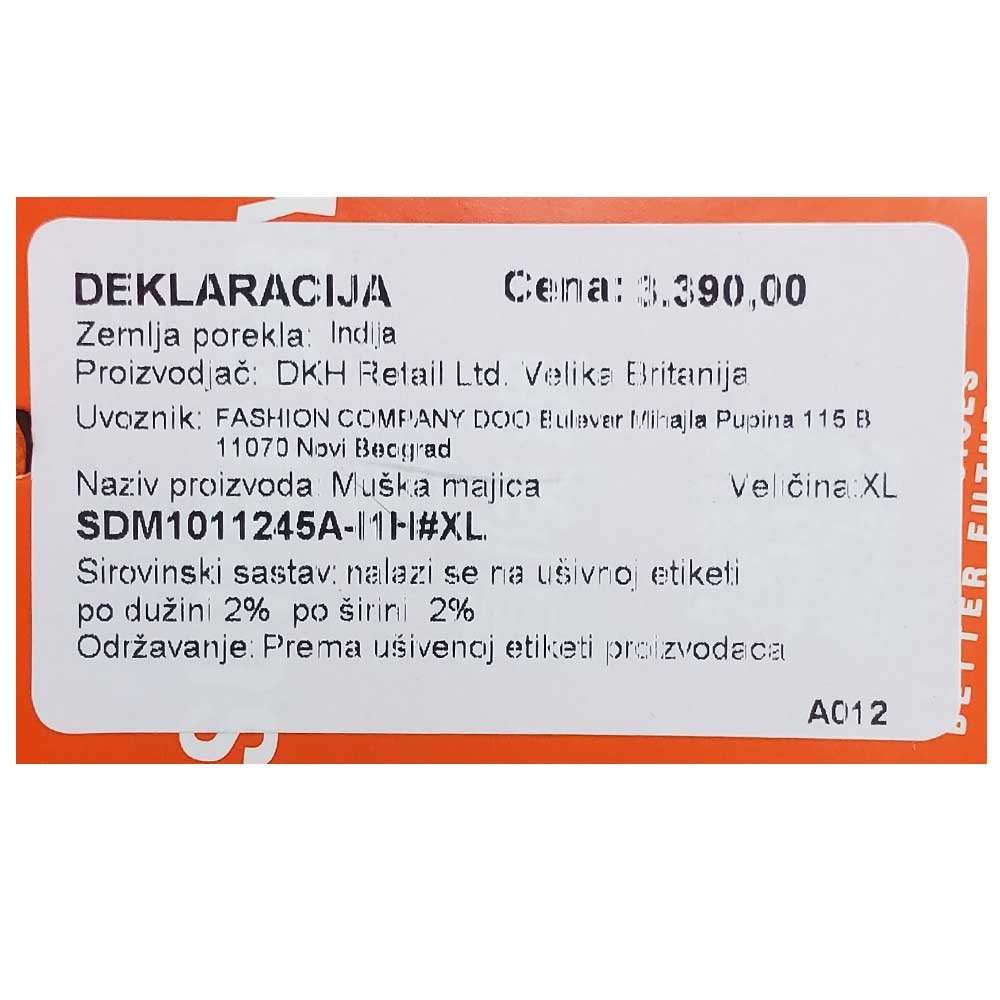 DEKLARACIJA Cena: 3.390,00
Zemlja porekla: Indija
Proizvodjač: DKH Retail Ltd. Velika Britanija
Uvoznik: FASHION COMPANY DOO Bulevar Mihajla Pupina 115 B
11070 Novi Beograd
Naziv proizvoda: Muška majica Veličina:XL
SDM1011245A-I1H#XL
Sirovinski sastav: nalazi se na ušivnoj etiketi
po dužini 2% po širini 2%
Održavanje: Prema ušivenoj etiketi proizvodaca
A012
BETTER FUTUR